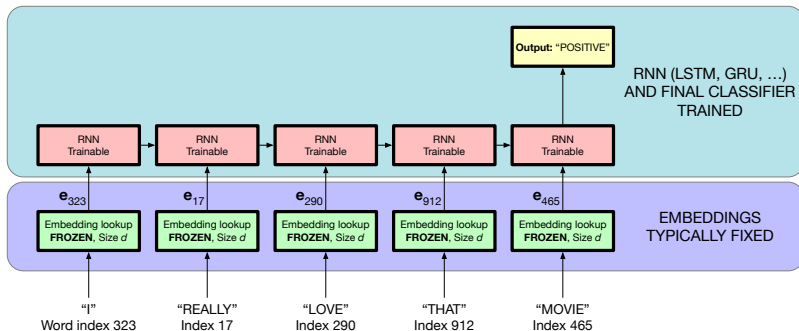 Output: “POSITIVE”
RNN (LSTM, GRU, …)
AND FINAL CLASSIFIER
TRAINED
RNN
Trainable
RNN
Trainable
RNN
Trainable
RNN
Trainable
RNN
Trainable
e323
e17
e290
e912
e465
Embedding lookup
FROZEN, Size d
Embedding lookup
FROZEN, Size d
Embedding lookup
FROZEN, Size d
Embedding lookup
FROZEN, Size d
Embedding lookup
FROZEN, Size d
EMBEDDINGS
TYPICALLY FIXED
“I”
Word index 323
“REALLY”
Index 17
“LOVE”
Index 290
“THAT”
Index 912
“MOVIE”
Index 465